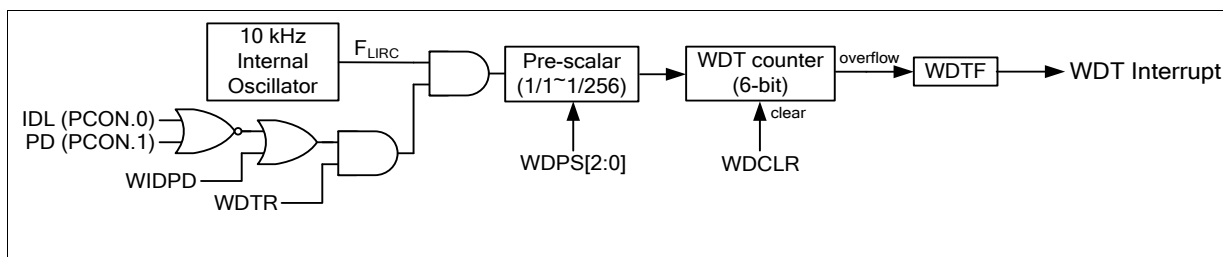 10 kHz
Internal
Oscillator
FLIRC
Pre-scalar
(1/1~1/256)
WDT counter
(6-bit)
overflow
WDTF
WDT Interrupt
clear
IDL (PCON.0)
PD (PCON.1)
WIDPD
WDTR
WDPS[2:0]
WDCLR